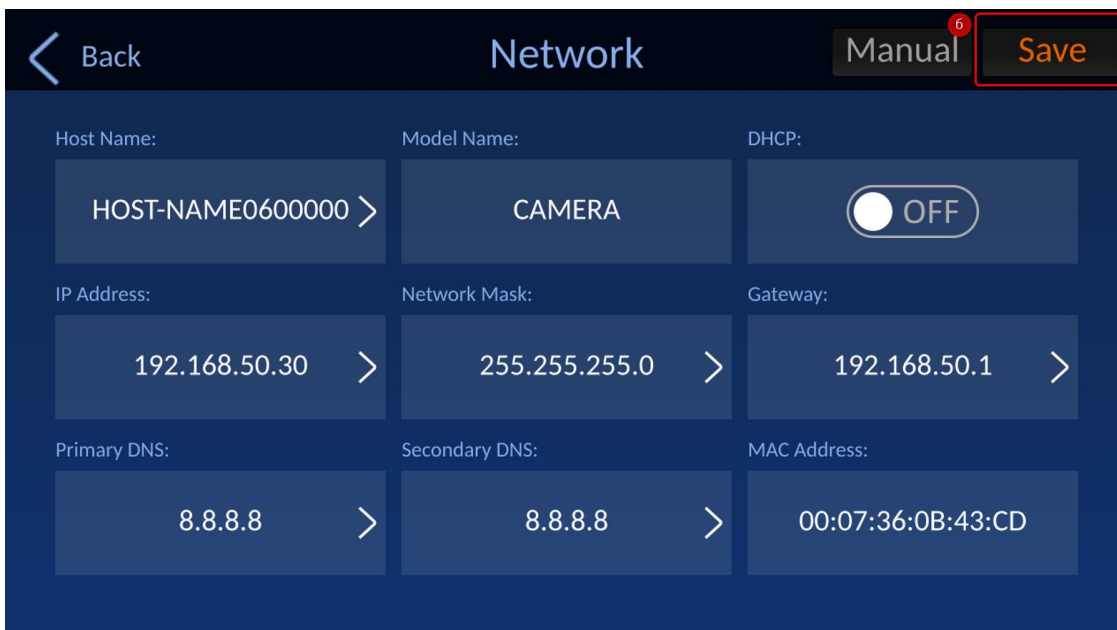 Back
Network
Manual
6
Save
Host Name:
Model Name:
DHCP:
HOST-NAME0600000
CAMERA
OFF
IP Address:
Network Mask:
Gateway:
192.168.50.30
255.255.255.0
192.168.50.1
Primary DNS:
Secondary DNS:
MAC Address:
8.8.8.8
8.8.8.8
00:07:36:0B:43:CD